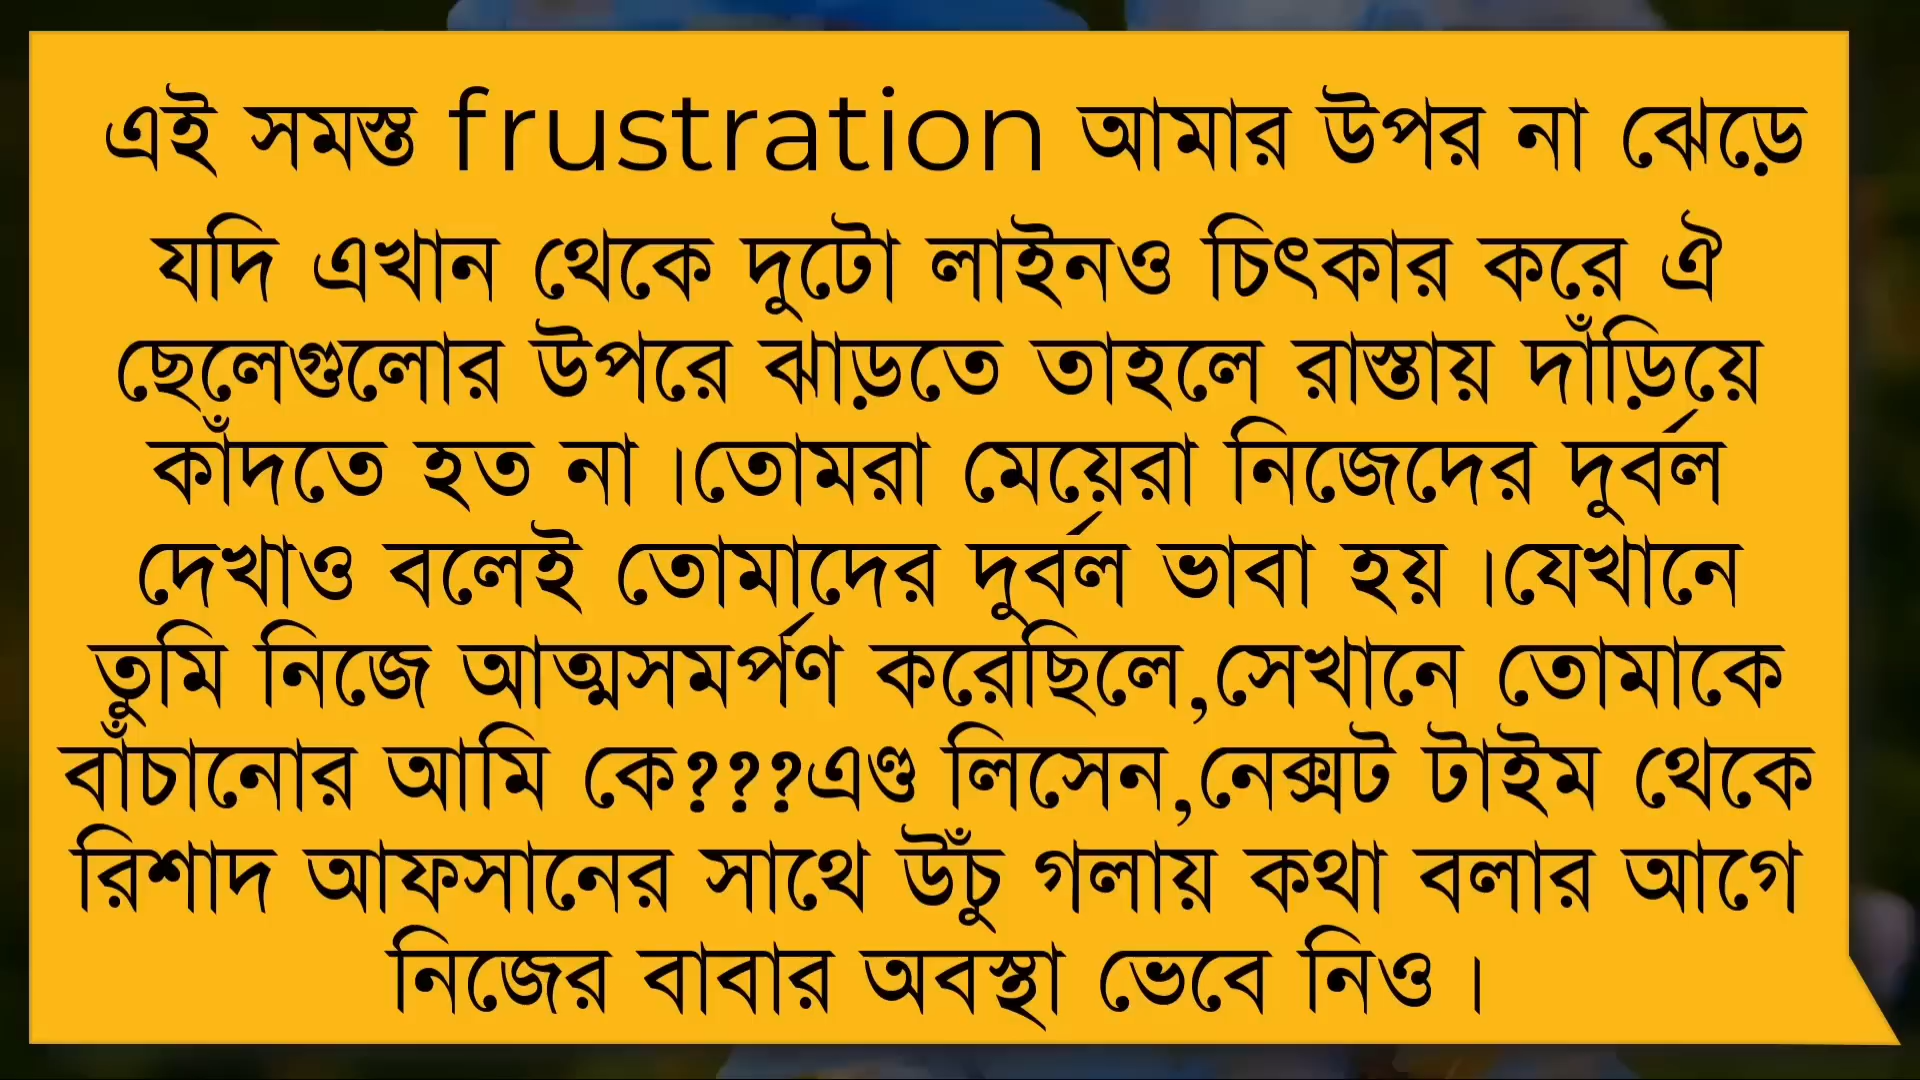 এই সমস্ত frustration আমার উপর না ঝেড়ে
যদি এখান থেকে দুটো লাইনও চিৎকার করে ঐ
ছেলেগুলোর উপরে ঝাড়তে তাহলে রাস্তায় দাঁড়িয়ে
কাঁদতে হত না ।তোমরা মেয়েরা নিজেদের দুর্বল
দেখাও বলেই তোমাদের দুর্বল ভাবা হয় ।যেখানে
তুমি নিজে আত্মসমর্পণ করেছিলে,সেখানে তোমাকে
বাঁচানোর আমি কে???এণ্ড লিসেন,নেক্সট টাইম থেকে
রিশাদ আফসানের সাথে উঁচু গলায় কথা বলার আগে
নিজের বাবার অবস্থা ভেবে নিও ।